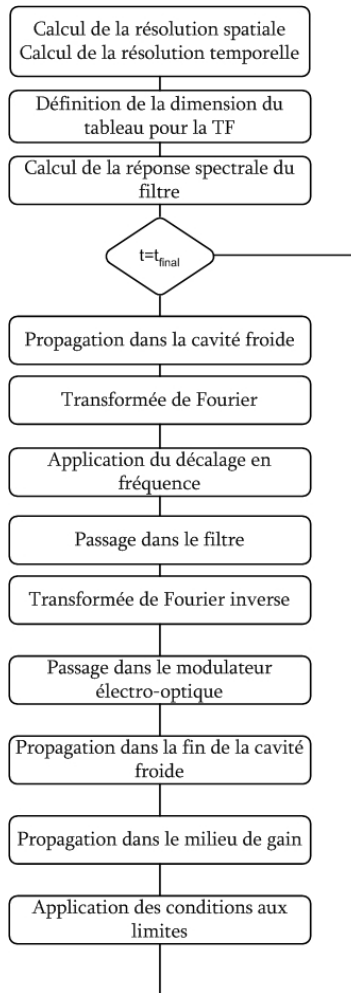 Calcul de la résolution spatiale
Calcul de la résolution temporelle
Définition de la dimension du
tableau pour la TF
Calcul de la réponse spectrale du
filtre
t=t_final
Propagation dans la cavité froide
Transformée de Fourier
Application du décalage en
fréquence
Passage dans le filtre
Transformée de Fourier inverse
Passage dans le modulateur
électro-optique
Propagation dans la fin de la cavité
froide
Propagation dans le milieu de gain
Application des conditions aux
limites